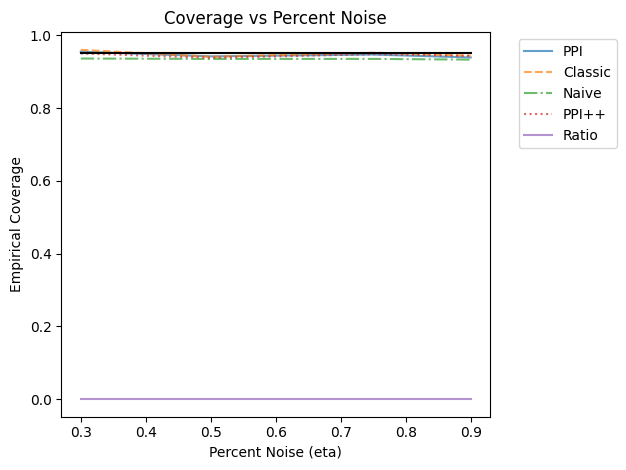 Coverage vs Percent Noise
Empirical Coverage
1.0
0.8
0.6
0.4
0.2
0.0
0.3 0.4 0.5 0.6 0.7 0.8 0.9
Percent Noise (eta)
PPI
Classic
Naive
PPI++
Ratio